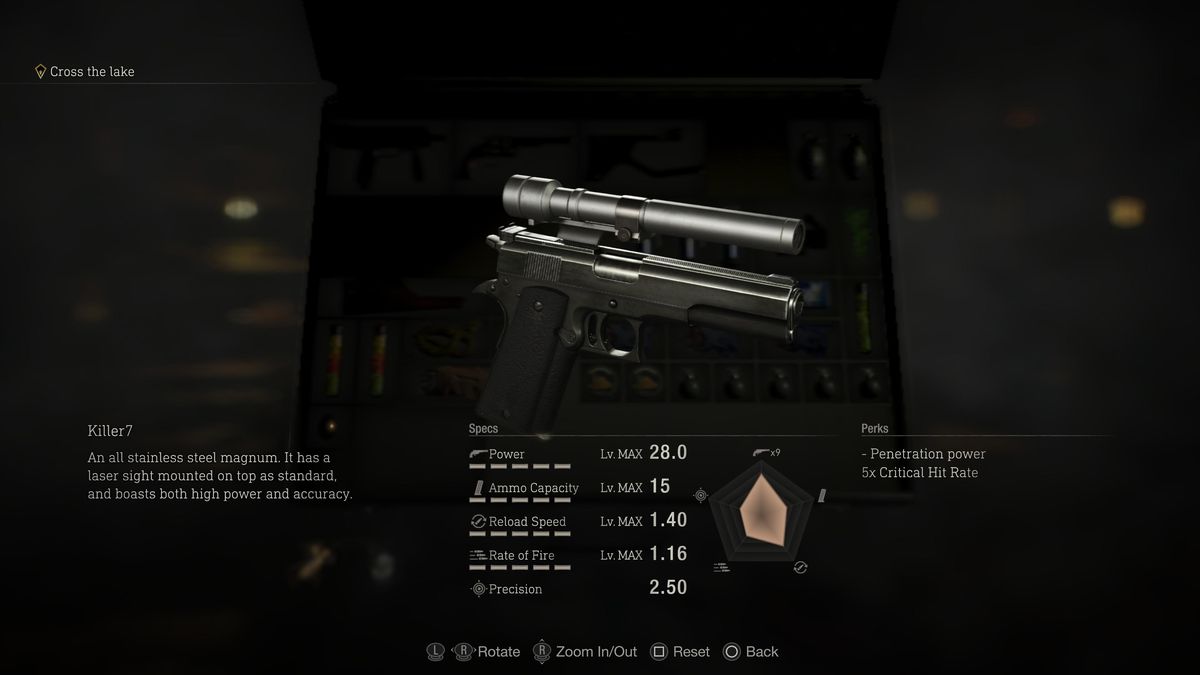 Cross the lake
Killer7
An all stainless steel magnum. It has a
laser sight mounted on top as standard,
and boasts both high power and accuracy.
Specs
Power Lv. MAX 28.0
Ammo Capacity Lv. MAX 15
Reload Speed Lv. MAX 1.40
Rate of Fire Lv. MAX 1.16
Precision 2.50
x9
Perks
- Penetration power
5x Critical Hit Rate
L R Rotate R Zoom In/Out Reset Back